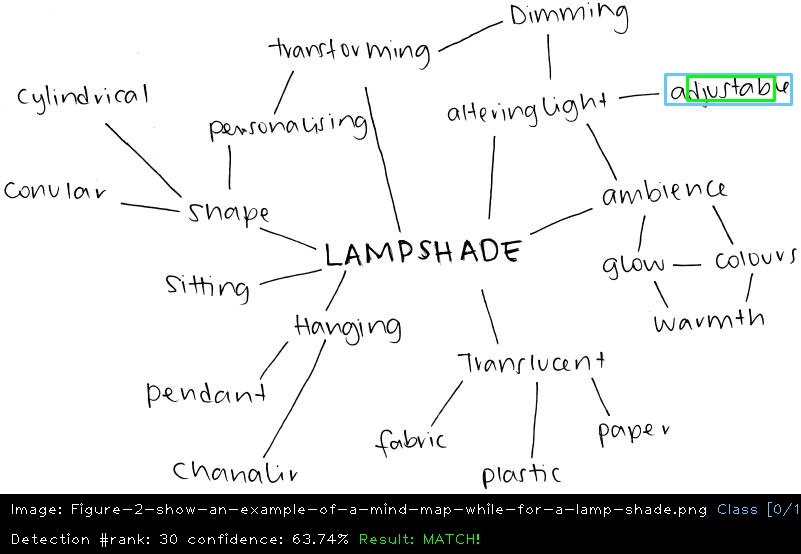 Dimming
transforming
Cylindrical
adjustable
altering light
personalising
Conular
ambience
shape
LAMPSHADE
glow
colours
Sitting
Hanging
warmth
Translucent
pendant
fabric
paper
Chanaliv
plastic
Image: Figure-2-show-an-example-of-a-mind-map-while-for-a-lamp-shade.png Class [0/1
Detection #rank: 30 confidence: 63.74% Result: MATCH!